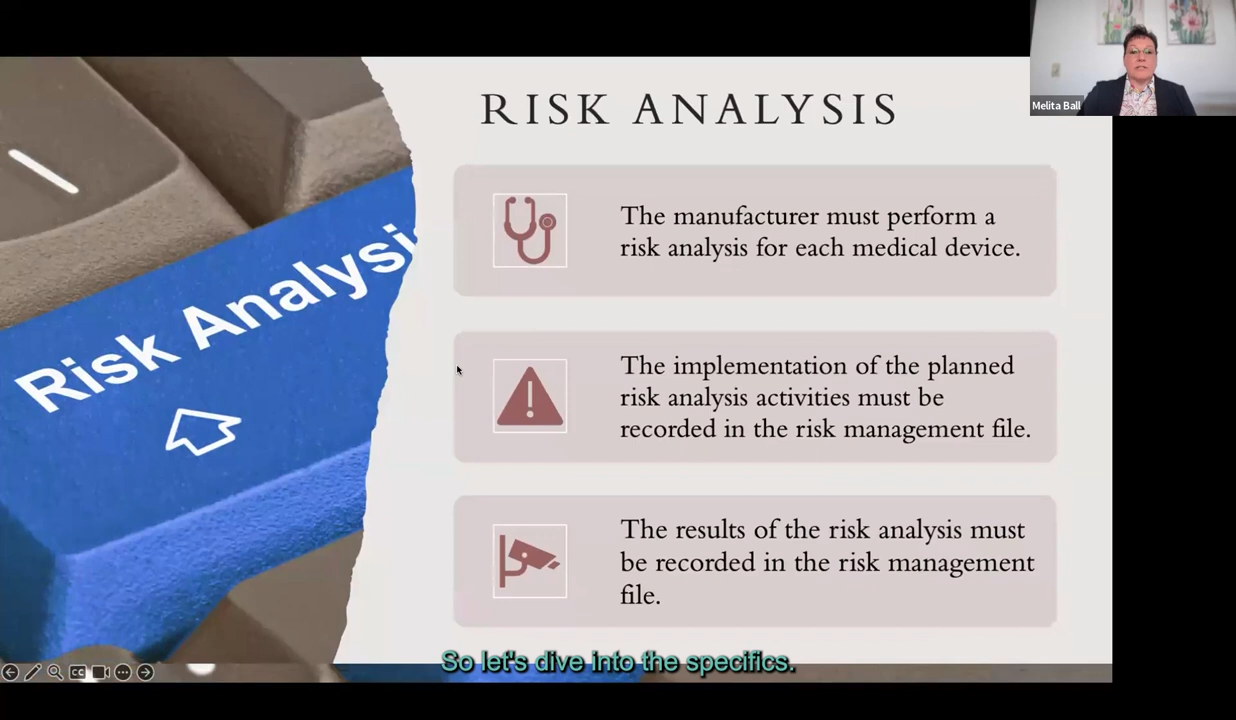 RISK ANALYSIS
Melita Ball
Risk Analysi
The manufacturer must perform a
risk analysis for each medical device.
The implementation of the planned
risk analysis activities must be
recorded in the risk management file.
The results of the risk analysis must
be recorded in the risk management
file.
So let's dive into the specifics.
CC